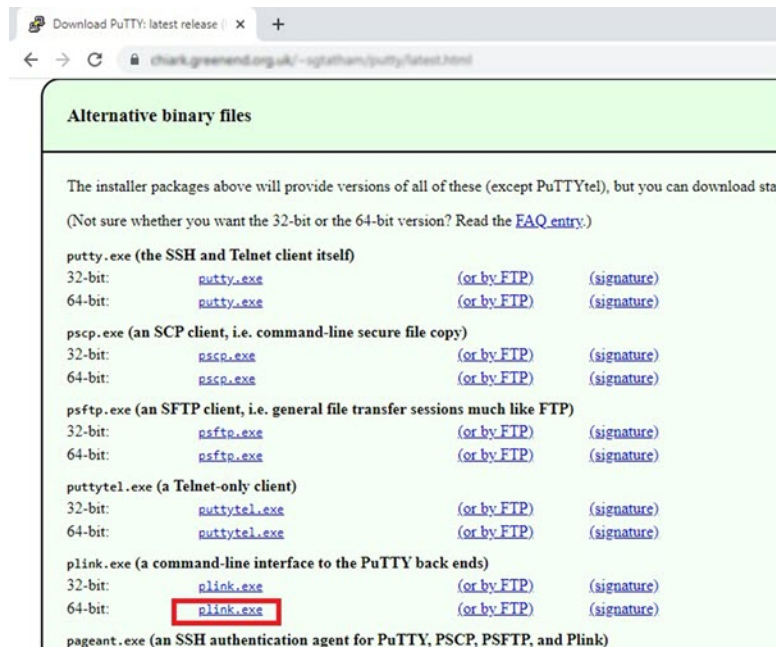 Download PuTTY: latest release (
chiark.greenend.org.uk/~sgtatham/putty/latest.html
Alternative binary files
The installer packages above will provide versions of all of these (except PuTTYtel), but you can download sta
(Not sure whether you want the 32-bit or the 64-bit version? Read the FAQ entry.)
putty.exe (the SSH and Telnet client itself)
32-bit: putty.exe (or by FTP) (signature)
64-bit: putty.exe (or by FTP) (signature)
pscp.exe (an SCP client, i.e. command-line secure file copy)
32-bit: pscp.exe (or by FTP) (signature)
64-bit: pscp.exe (or by FTP) (signature)
psftp.exe (an SFTP client, i.e. general file transfer sessions much like FTP)
32-bit: psftp.exe (or by FTP) (signature)
64-bit: psftp.exe (or by FTP) (signature)
puttytel.exe (a Telnet-only client)
32-bit: puttytel.exe (or by FTP) (signature)
64-bit: puttytel.exe (or by FTP) (signature)
plink.exe (a command-line interface to the PuTTY back ends)
32-bit: plink.exe (or by FTP) (signature)
64-bit: plink.exe (or by FTP) (signature)
pageant.exe (an SSH authentication agent for PuTTY, PSCP, PSFTP, and Plink)